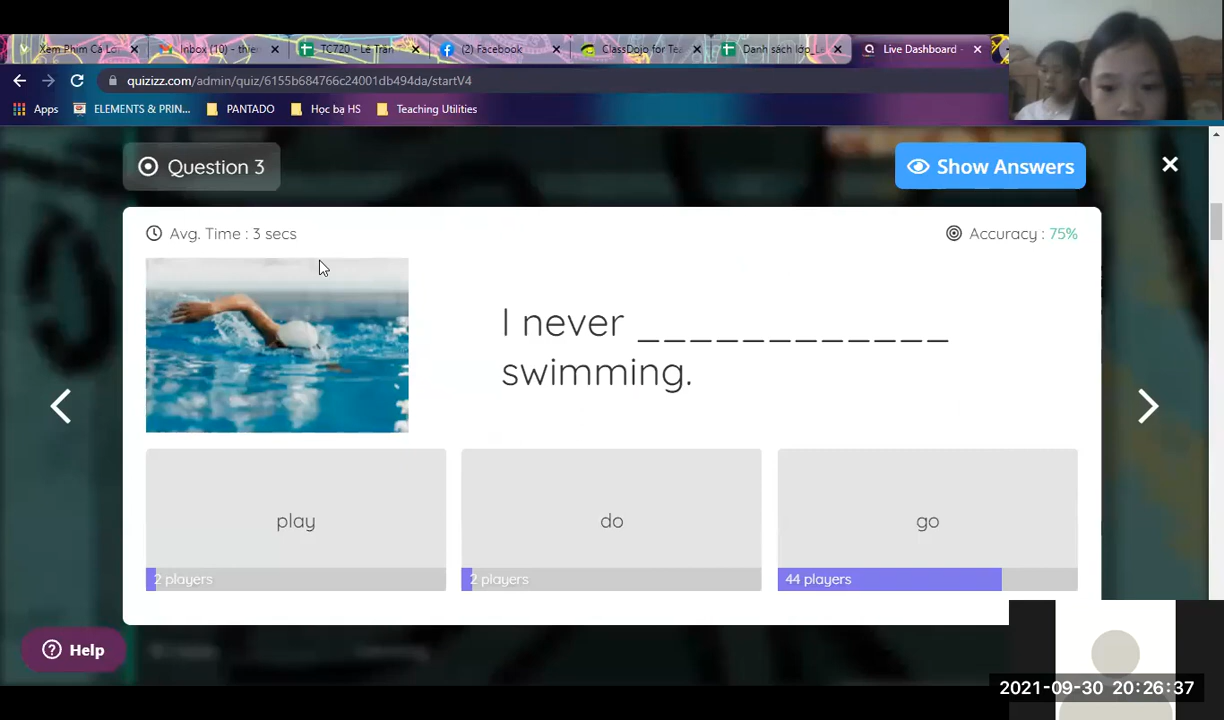 Xem Phim Cá Lo
Inbox (10) - thie
TC720 - Lê Trần
(2) Facebook
ClassDojo for Tea
Danh sách lớp_Le
Live Dashboard -
quizizz.com/admin/quiz/6155b684766c24001db494da/startV4
Apps
ELEMENTS & PRIN...
PANTADO
Học bạ HS
Teaching Utilities
Question 3
Show Answers
Avg. Time : 3 secs
Accuracy : 75%
I never ____________
swimming.
play
do
go
2 players
2 players
44 players
Help
2021-09-30 20:26:37